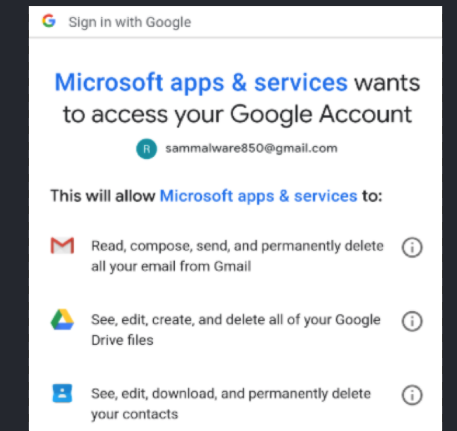 Sign in with Google
Microsoft apps & services wants
to access your Google Account
R sammalware850@gmail.com
This will allow Microsoft apps & services to:
Read, compose, send, and permanently delete
all your email from Gmail
See, edit, create, and delete all of your Google
Drive files
See, edit, download, and permanently delete
your contacts